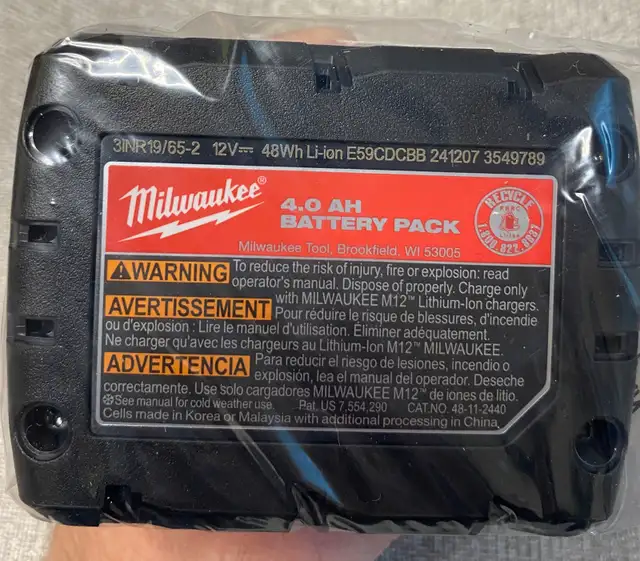 3INR19/65-2 12V⎓ 48Wh Li-ion E59CDCBB 241207 3549789
Milwaukee®
4.0 AH
BATTERY PACK
RECYCLE
1.800.822.8837
Milwaukee Tool, Brookfield, WI 53005
⚠WARNING To reduce the risk of injury, fire or explosion: read
operator's manual. Dispose of properly. Charge only
with MILWAUKEE M12™ Lithium-Ion chargers.
AVERTISSEMENT Pour réduire le risque de blessures, d'incendie
ou d'explosion : Lire le manuel d'utilisation. Éliminer adéquatement.
Ne charger qu'avec les chargeurs au Lithium-Ion M12™ MILWAUKEE.
ADVERTENCIA Para reducir el riesgo de lesiones, incendio o
explosión, lea el manual del operador. Deseche
correctamente. Use solo cargadores MILWAUKEE M12™ de iones de litio.
❄See manual for cold weather use. Pat. US 7,554,290 CAT.NO. 48-11-2440
Cells made in Korea or Malaysia with additional processing in China